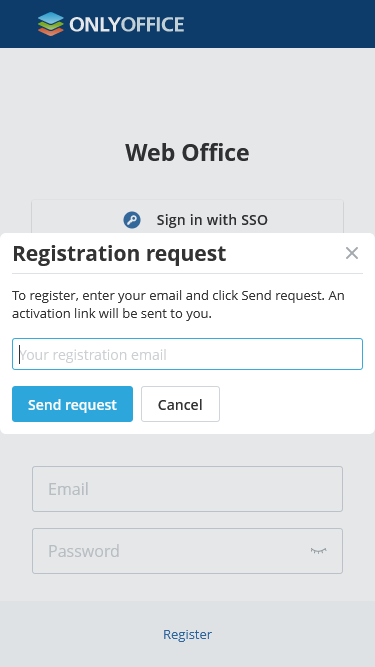 ONLYOFFICE
Web Office
Sign in with SSO
Registration request
To register, enter your email and click Send request. An
activation link will be sent to you.
Your registration email
Send request
Cancel
Email
Password
Register